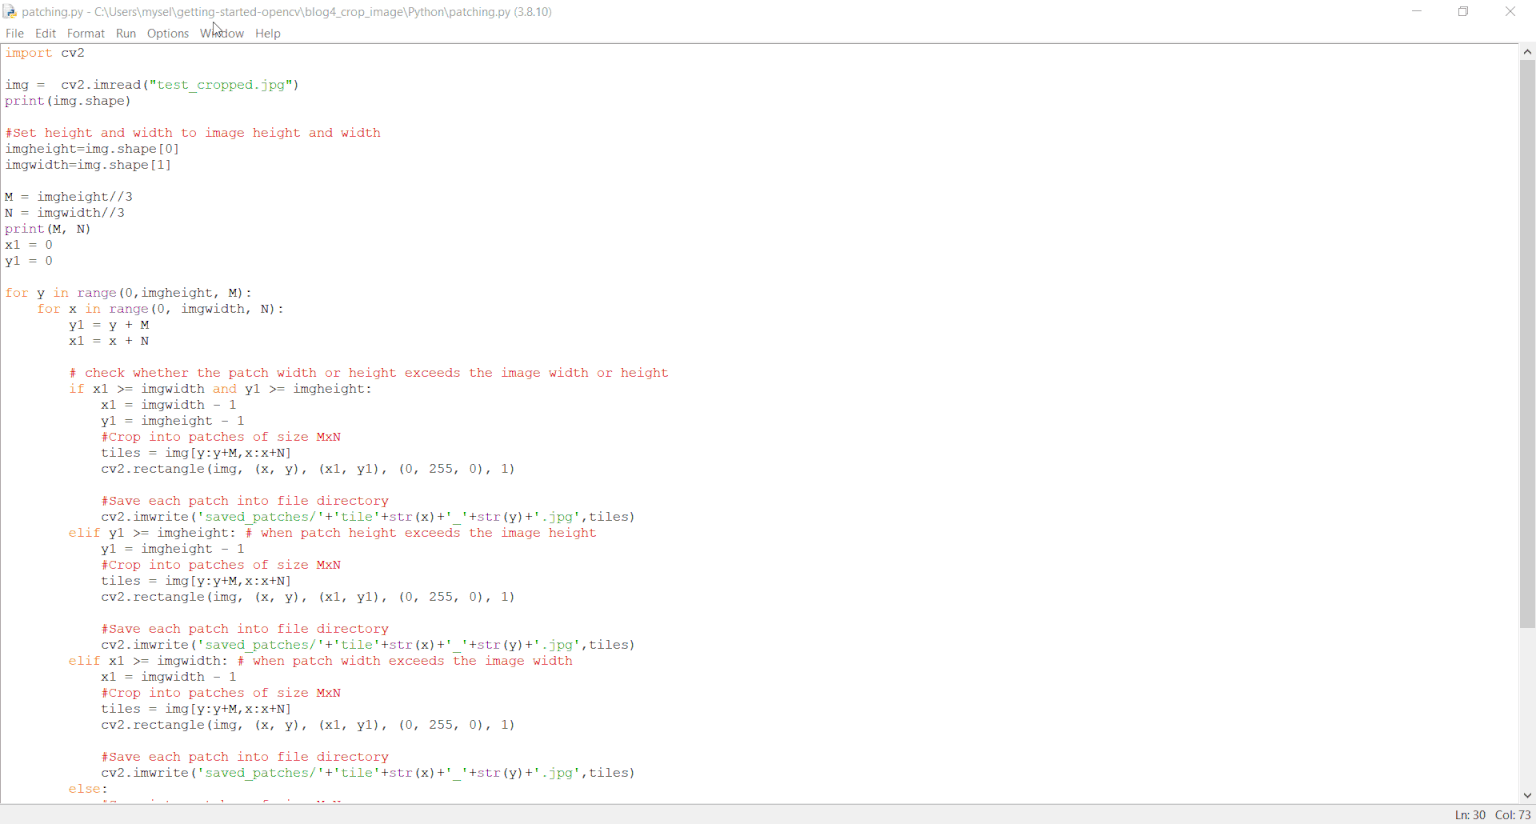 patching.py - C:\Users\mysel\getting-started-opencv\blog4_crop_image\Python\patching.py (3.8.10)
File Edit Format Run Options Window Help
import cv2
img =  cv2.imread("test_cropped.jpg")
print(img.shape)
#Set height and width to image height and width
imgheight=img.shape[0]
imgwidth=img.shape[1]
M = imgheight//3
N = imgwidth//3
print(M, N)
x1 = 0
y1 = 0
for y in range(0,imgheight, M):
    for x in range(0, imgwidth, N):
        y1 = y + M
        x1 = x + N
        # check whether the patch width or height exceeds the image width or height
        if x1 >= imgwidth and y1 >= imgheight:
            x1 = imgwidth - 1
            y1 = imgheight - 1
            #Crop into patches of size MxN
            tiles = img[y:y+M,x:x+N]
            cv2.rectangle(img, (x, y), (x1, y1), (0, 255, 0), 1)
            #Save each patch into file directory
            cv2.imwrite('saved_patches/'+'tile'+str(x)+'_'+str(y)+'.jpg',tiles)
        elif y1 >= imgheight: # when patch height exceeds the image height
            y1 = imgheight - 1
            #Crop into patches of size MxN
            tiles = img[y:y+M,x:x+N]
            cv2.rectangle(img, (x, y), (x1, y1), (0, 255, 0), 1)
            #Save each patch into file directory
            cv2.imwrite('saved_patches/'+'tile'+str(x)+'_'+str(y)+'.jpg',tiles)
        elif x1 >= imgwidth: # when patch width exceeds the image width
            x1 = imgwidth - 1
            #Crop into patches of size MxN
            tiles = img[y:y+M,x:x+N]
            cv2.rectangle(img, (x, y), (x1, y1), (0, 255, 0), 1)
            #Save each patch into file directory
            cv2.imwrite('saved_patches/'+'tile'+str(x)+'_'+str(y)+'.jpg',tiles)
        else:
Ln: 30 Col: 73